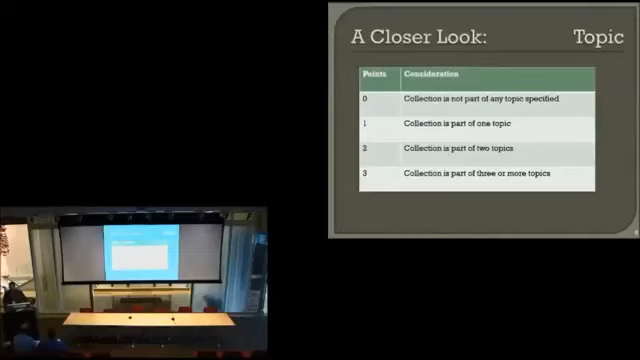 A Closer Look: Topic
Points Consideration
0 Collection is not part of any topic specified
1 Collection is part of one topic
2 Collection is part of two topics
3 Collection is part of three or more topics